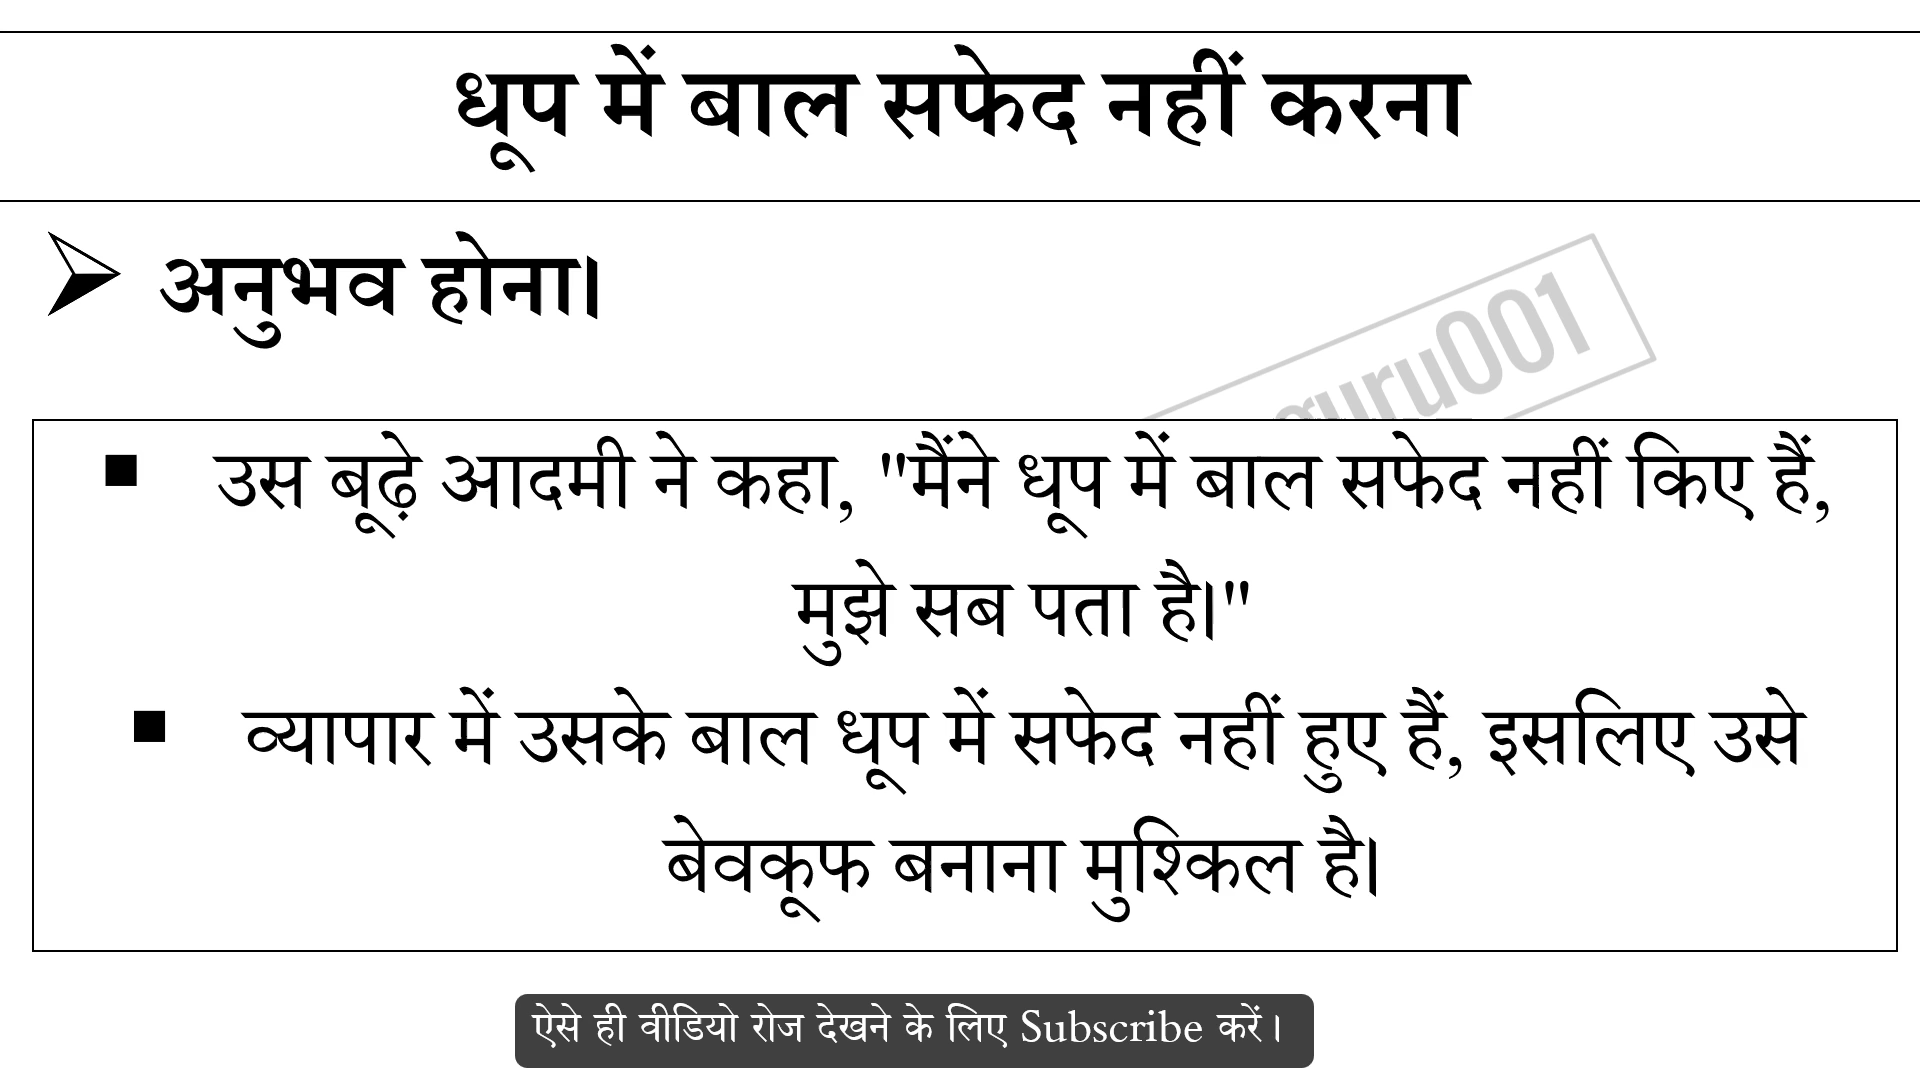 धूप में बाल सफेद नहीं करना
अनुभव होना।
guru001
उस बूढ़े आदमी ने कहा, "मैंने धूप में बाल सफेद नहीं किए हैं,
मुझे सब पता है।"
व्यापार में उसके बाल धूप में सफेद नहीं हुए हैं, इसलिए उसे
बेवकूफ बनाना मुश्किल है।
ऐसे ही वीडियो रोज देखने के लिए Subscribe करें।